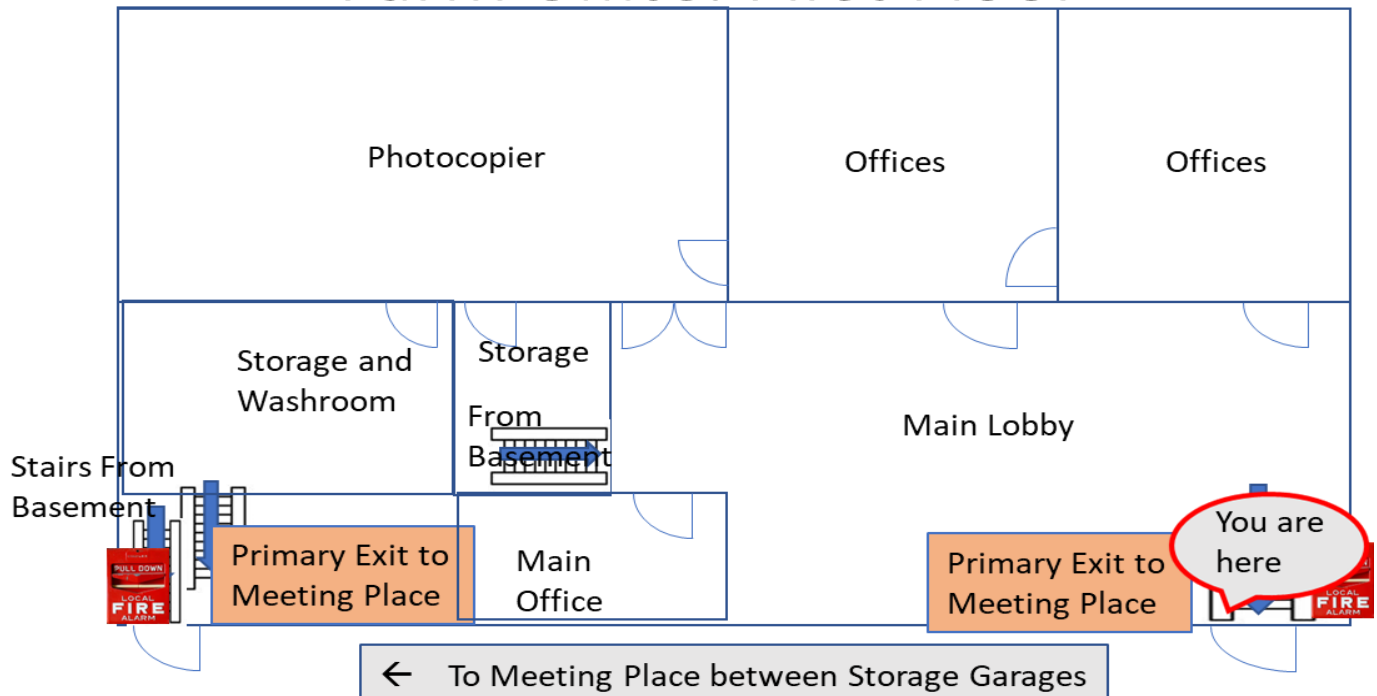 Photocopier
Offices
Offices
Storage and
Washroom
Storage
From
Basement
Main Lobby
Stairs From
Basement
PULL DOWN
LOCAL
FIRE
ALARM
Primary Exit to
Meeting Place
Main
Office
Primary Exit to
Meeting Place
You are
here
LOCAL
FIRE
ALARM
← To Meeting Place between Storage Garages